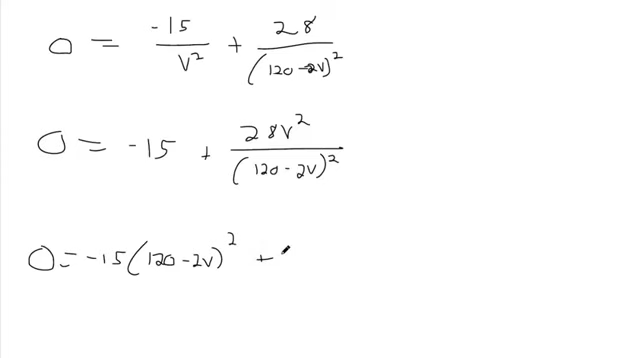 0 = -15/V² + 28/(120-2V)²
0 = -15 + 28V²/(120-2V)²
0 = -15(120-2V)² +